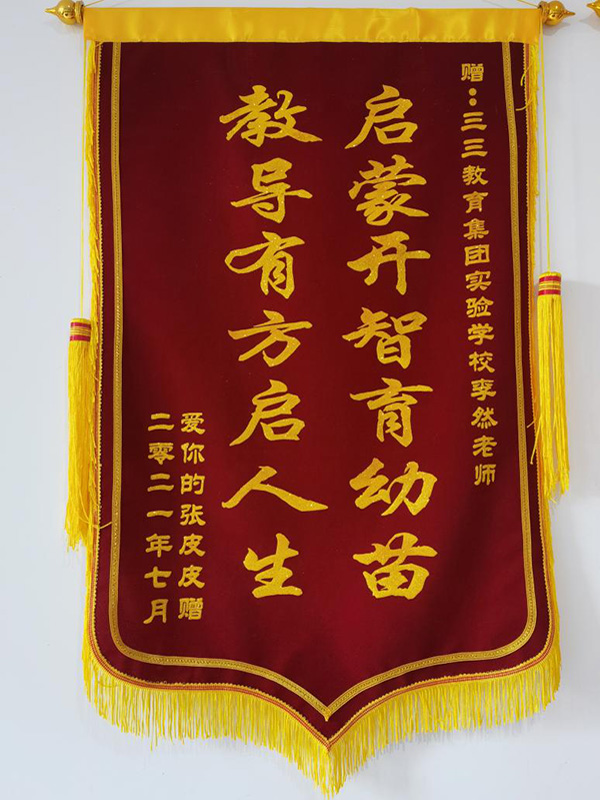 赠：三三教育集团实验学校李然老师
启蒙开智育幼苗
教导有方启人生
爱你的张皮皮赠
二零二一年七月